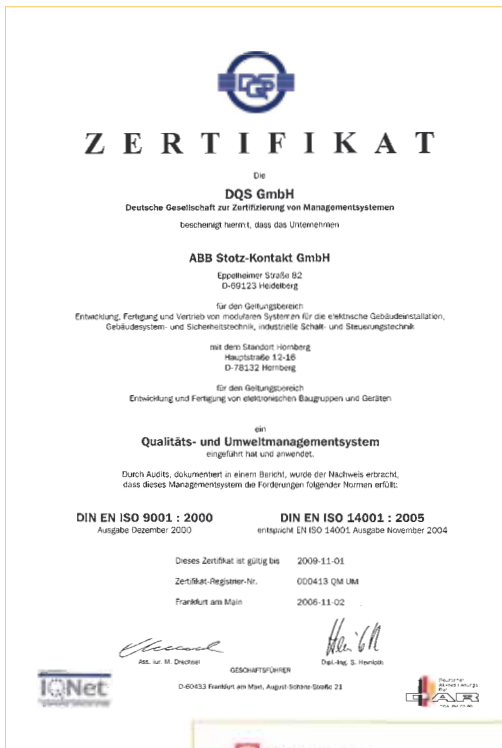 DQS
ZERTIFIKAT
Die
DQS GmbH
Deutsche Gesellschaft zur Zertifizierung von Managementsystemen
bescheinigt hiermit, dass das Unternehmen
ABB Stotz-Kontakt GmbH
Eppelheimer Straße 82
D-69123 Heidelberg
für den Geltungsbereich
Entwicklung, Fertigung und Vertrieb von modularen Systemen für die elektrische Gebäudeinstallation,
Gebäudesystem- und Sicherheitstechnik, industrielle Schalt- und Steuerungstechnik
mit dem Standort Hornberg
Hauptstraße 12-16
D-78132 Hornberg
für den Geltungsbereich
Entwicklung und Fertigung von elektronischen Baugruppen und Geräten
ein
Qualitäts- und Umweltmanagementsystem
eingeführt hat und anwendet.
Durch Audits, dokumentiert in einem Bericht, wurde der Nachweis erbracht,
dass dieses Managementsystem die Forderungen folgender Normen erfüllt:
DIN EN ISO 9001 : 2000 DIN EN ISO 14001 : 2005
Ausgabe Dezember 2000 entspricht EN ISO 14001 Ausgabe November 2004
Dieses Zertifikat ist gültig bis 2009-11-01
Zertifikat-Registrier-Nr. 000413 QM UM
Frankfurt am Main 2006-11-02
Ass. iur. M. Drechsel Dipl.-Ing. S. Heinloth
GESCHÄFTSFÜHRER
D-60433 Frankfurt am Main, August-Schanz-Straße 21
IQNet
Deutscher
Akkreditierungs
Rat
DAR